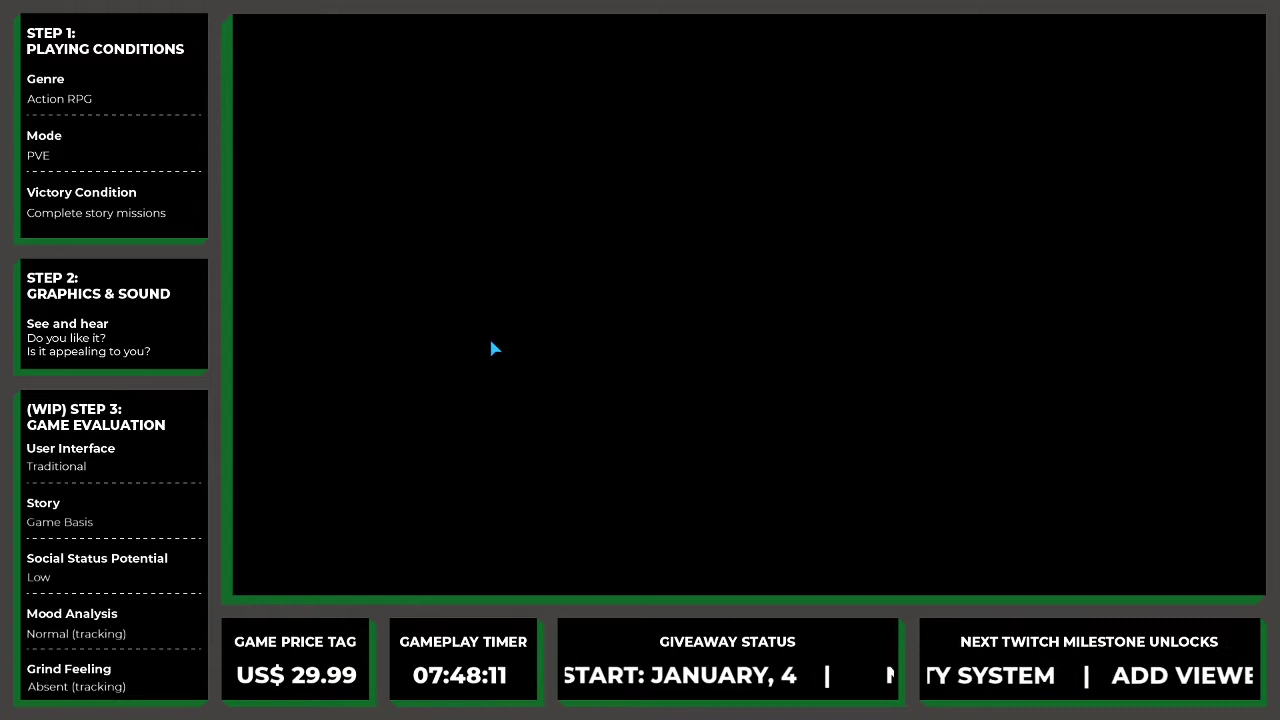 STEP 1:
PLAYING CONDITIONS
Genre
Action RPG
Mode
PVE
Victory Condition
Complete story missions
STEP 2:
GRAPHICS & SOUND
See and hear
Do you like it?
Is it appealing to you?
(WIP) STEP 3:
GAME EVALUATION
User Interface
Traditional
Story
Game Basis
Social Status Potential
Low
Mood Analysis
Normal (tracking)
Grind Feeling
Absent (tracking)
GAME PRICE TAG
US$ 29.99
GAMEPLAY TIMER
07:48:11
GIVEAWAY STATUS
START: JANUARY, 4 |
NEXT TWITCH MILESTONE UNLOCKS
TY SYSTEM | ADD VIEWE